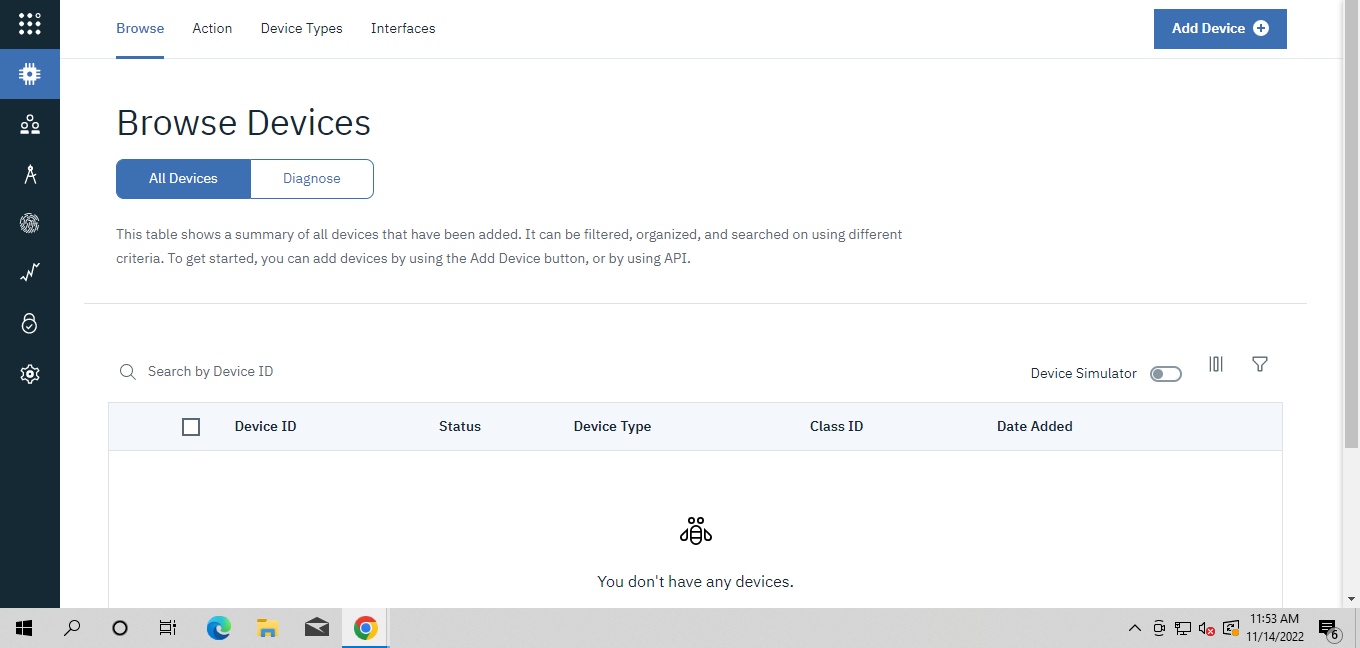 Browse Action Device Types Interfaces Add Device
Browse Devices
All Devices Diagnose
This table shows a summary of all devices that have been added. It can be filtered, organized, and searched on using different
criteria. To get started, you can add devices by using the Add Device button, or by using API.
Search by Device ID Device Simulator
Device ID Status Device Type Class ID Date Added
You don't have any devices.
11:53 AM
11/14/2022
6